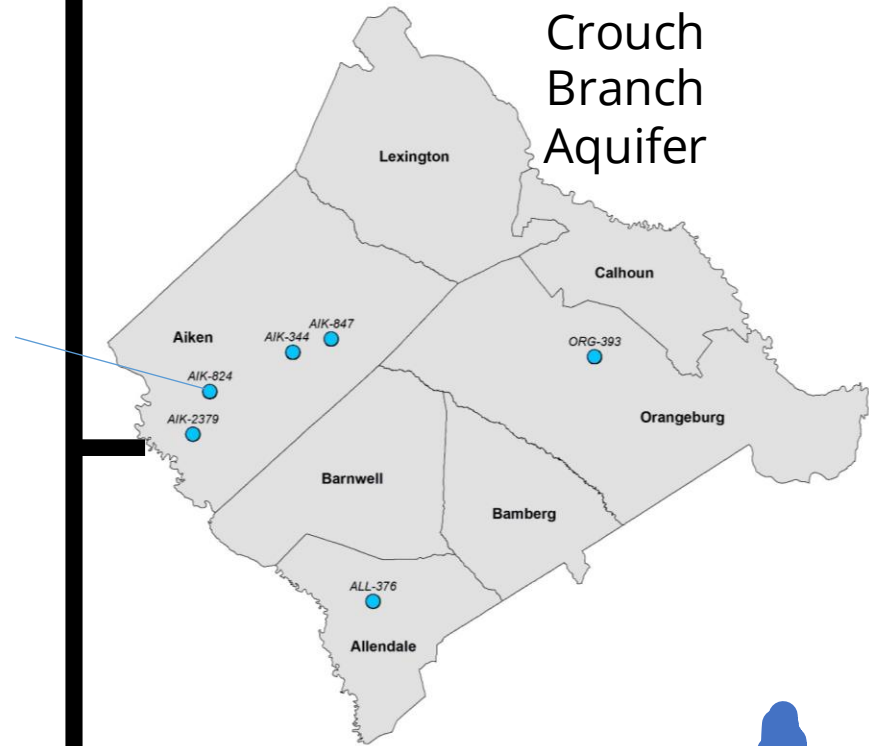 Crouch
Branch
Aquifer
Lexington
Calhoun
Aiken
AIK-344
AIK-847
ORG-393
AIK-824
AIK-2379
Orangeburg
Barnwell
Bamberg
ALL-376
Allendale